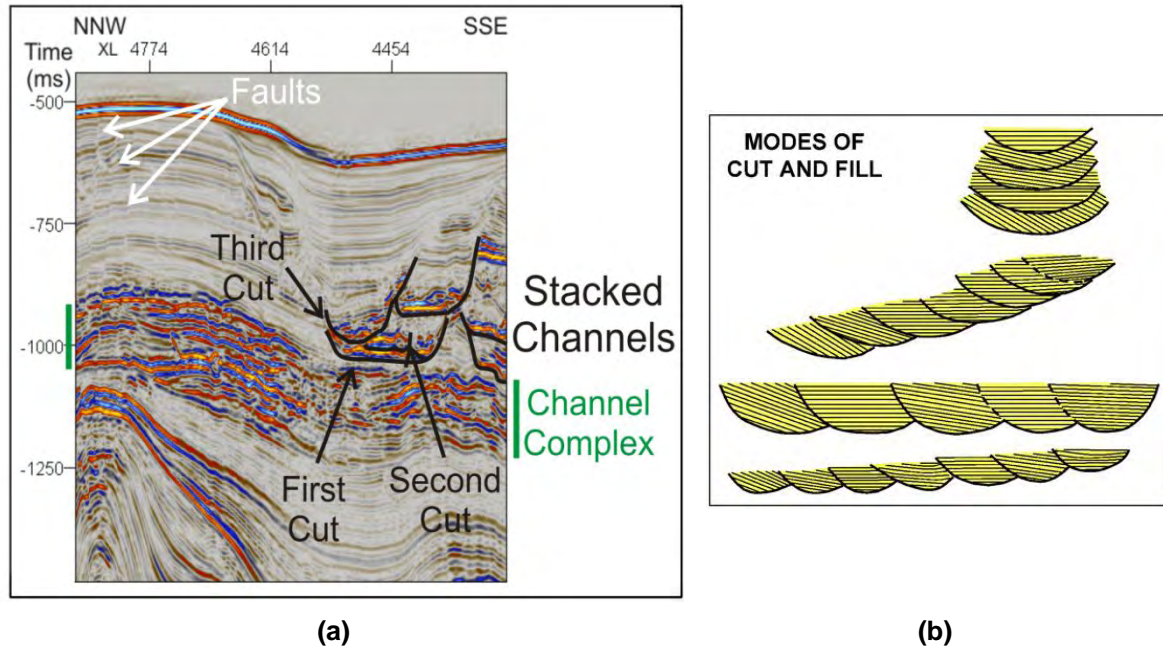 NNW SSE
Time XL 4774 4614 4454
(ms)
-500
Faults
-750
Third
Cut
Stacked
Channels
-1000
Channel
Complex
-1250
First
Cut
Second
Cut
(a)
MODES OF
CUT AND FILL
(b)